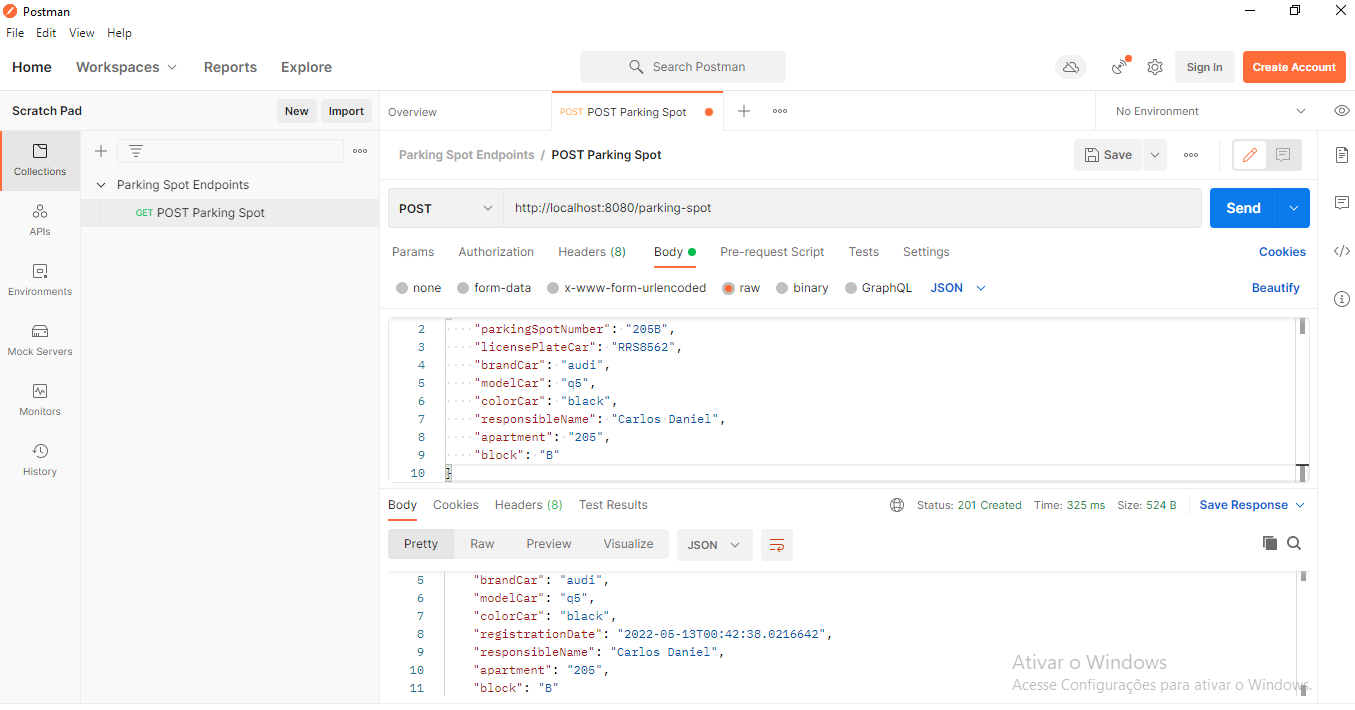 Postman
File Edit View Help
Home Workspaces Reports Explore Search Postman Sign In Create Account
Scratch Pad New Import Overview POST POST Parking Spot No Environment
Collections
APIs
Environments
Mock Servers
Monitors
History
Parking Spot Endpoints
GET POST Parking Spot
Parking Spot Endpoints / POST Parking Spot Save
POST http://localhost:8080/parking-spot Send
Params Authorization Headers (8) Body Pre-request Script Tests Settings Cookies
none form-data x-www-form-urlencoded raw binary GraphQL JSON Beautify
2 "parkingSpotNumber": "205B",
3 "licensePlateCar": "RRS8562",
4 "brandCar": "audi",
5 "modelCar": "q5",
6 "colorCar": "black",
7 "responsibleName": "Carlos Daniel",
8 "apartment": "205",
9 "block": "B"
10 }
Body Cookies Headers (8) Test Results Status: 201 Created Time: 325 ms Size: 524 B Save Response
Pretty Raw Preview Visualize JSON
5 "brandCar": "audi",
6 "modelCar": "q5",
7 "colorCar": "black",
8 "registrationDate": "2022-05-13T00:42:38.0216642",
9 "responsibleName": "Carlos Daniel",
10 "apartment": "205",
11 "block": "B"
Ativar o Windows
Acesse Configurações para ativar o Windows.